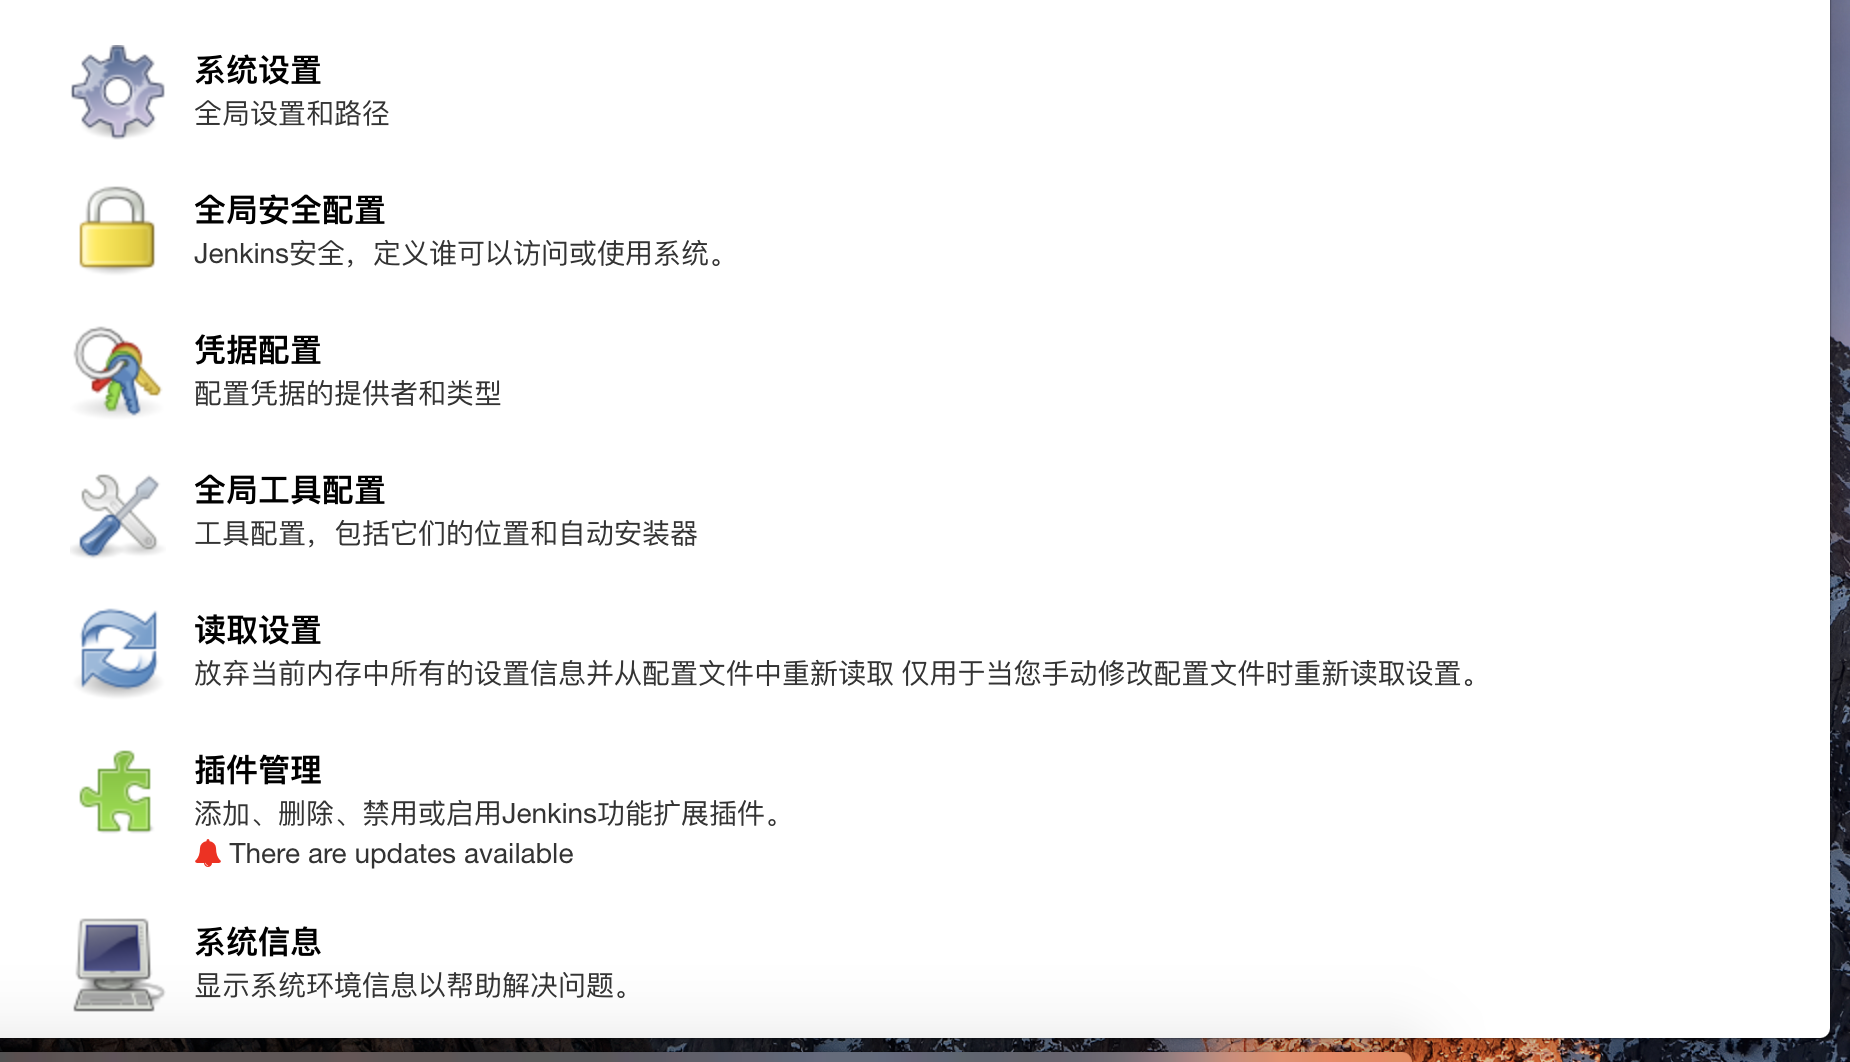 系统设置
全局设置和路径
全局安全配置
Jenkins安全，定义谁可以访问或使用系统。
凭据配置
配置凭据的提供者和类型
全局工具配置
工具配置，包括它们的位置和自动安装器
读取设置
放弃当前内存中所有的设置信息并从配置文件中重新读取 仅用于当您手动修改配置文件时重新读取设置。
插件管理
添加、删除、禁用或启用Jenkins功能扩展插件。
There are updates available
系统信息
显示系统环境信息以帮助解决问题。